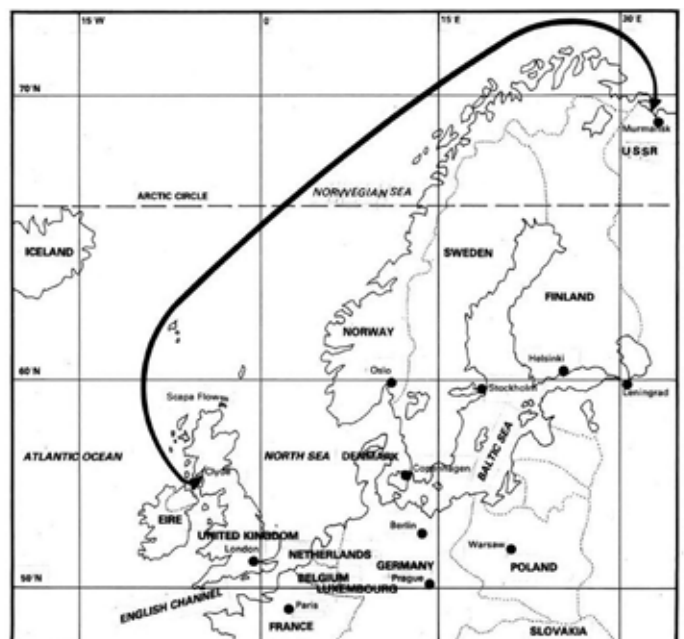 15 W
0
15 E
30 E
70 N
Murmansk
USSR
NORWEGIAN SEA
ARCTIC CIRCLE
ICELAND
SWEDEN
FINLAND
NORWAY
Helsinki
Oslo
60 N
Stockholm
Leningrad
Scapa Flow
ATLANTIC OCEAN
NORTH SEA
DENMARK
BALTIC SEA
Copenhagen
Clyde
EIRE
UNITED KINGDOM
Berlin
London
NETHERLANDS
Warsaw
GERMANY
POLAND
BELGIUM
Prague
LUXEMBOURG
50 N
ENGLISH CHANNEL
Paris
FRANCE
SLOVAKIA